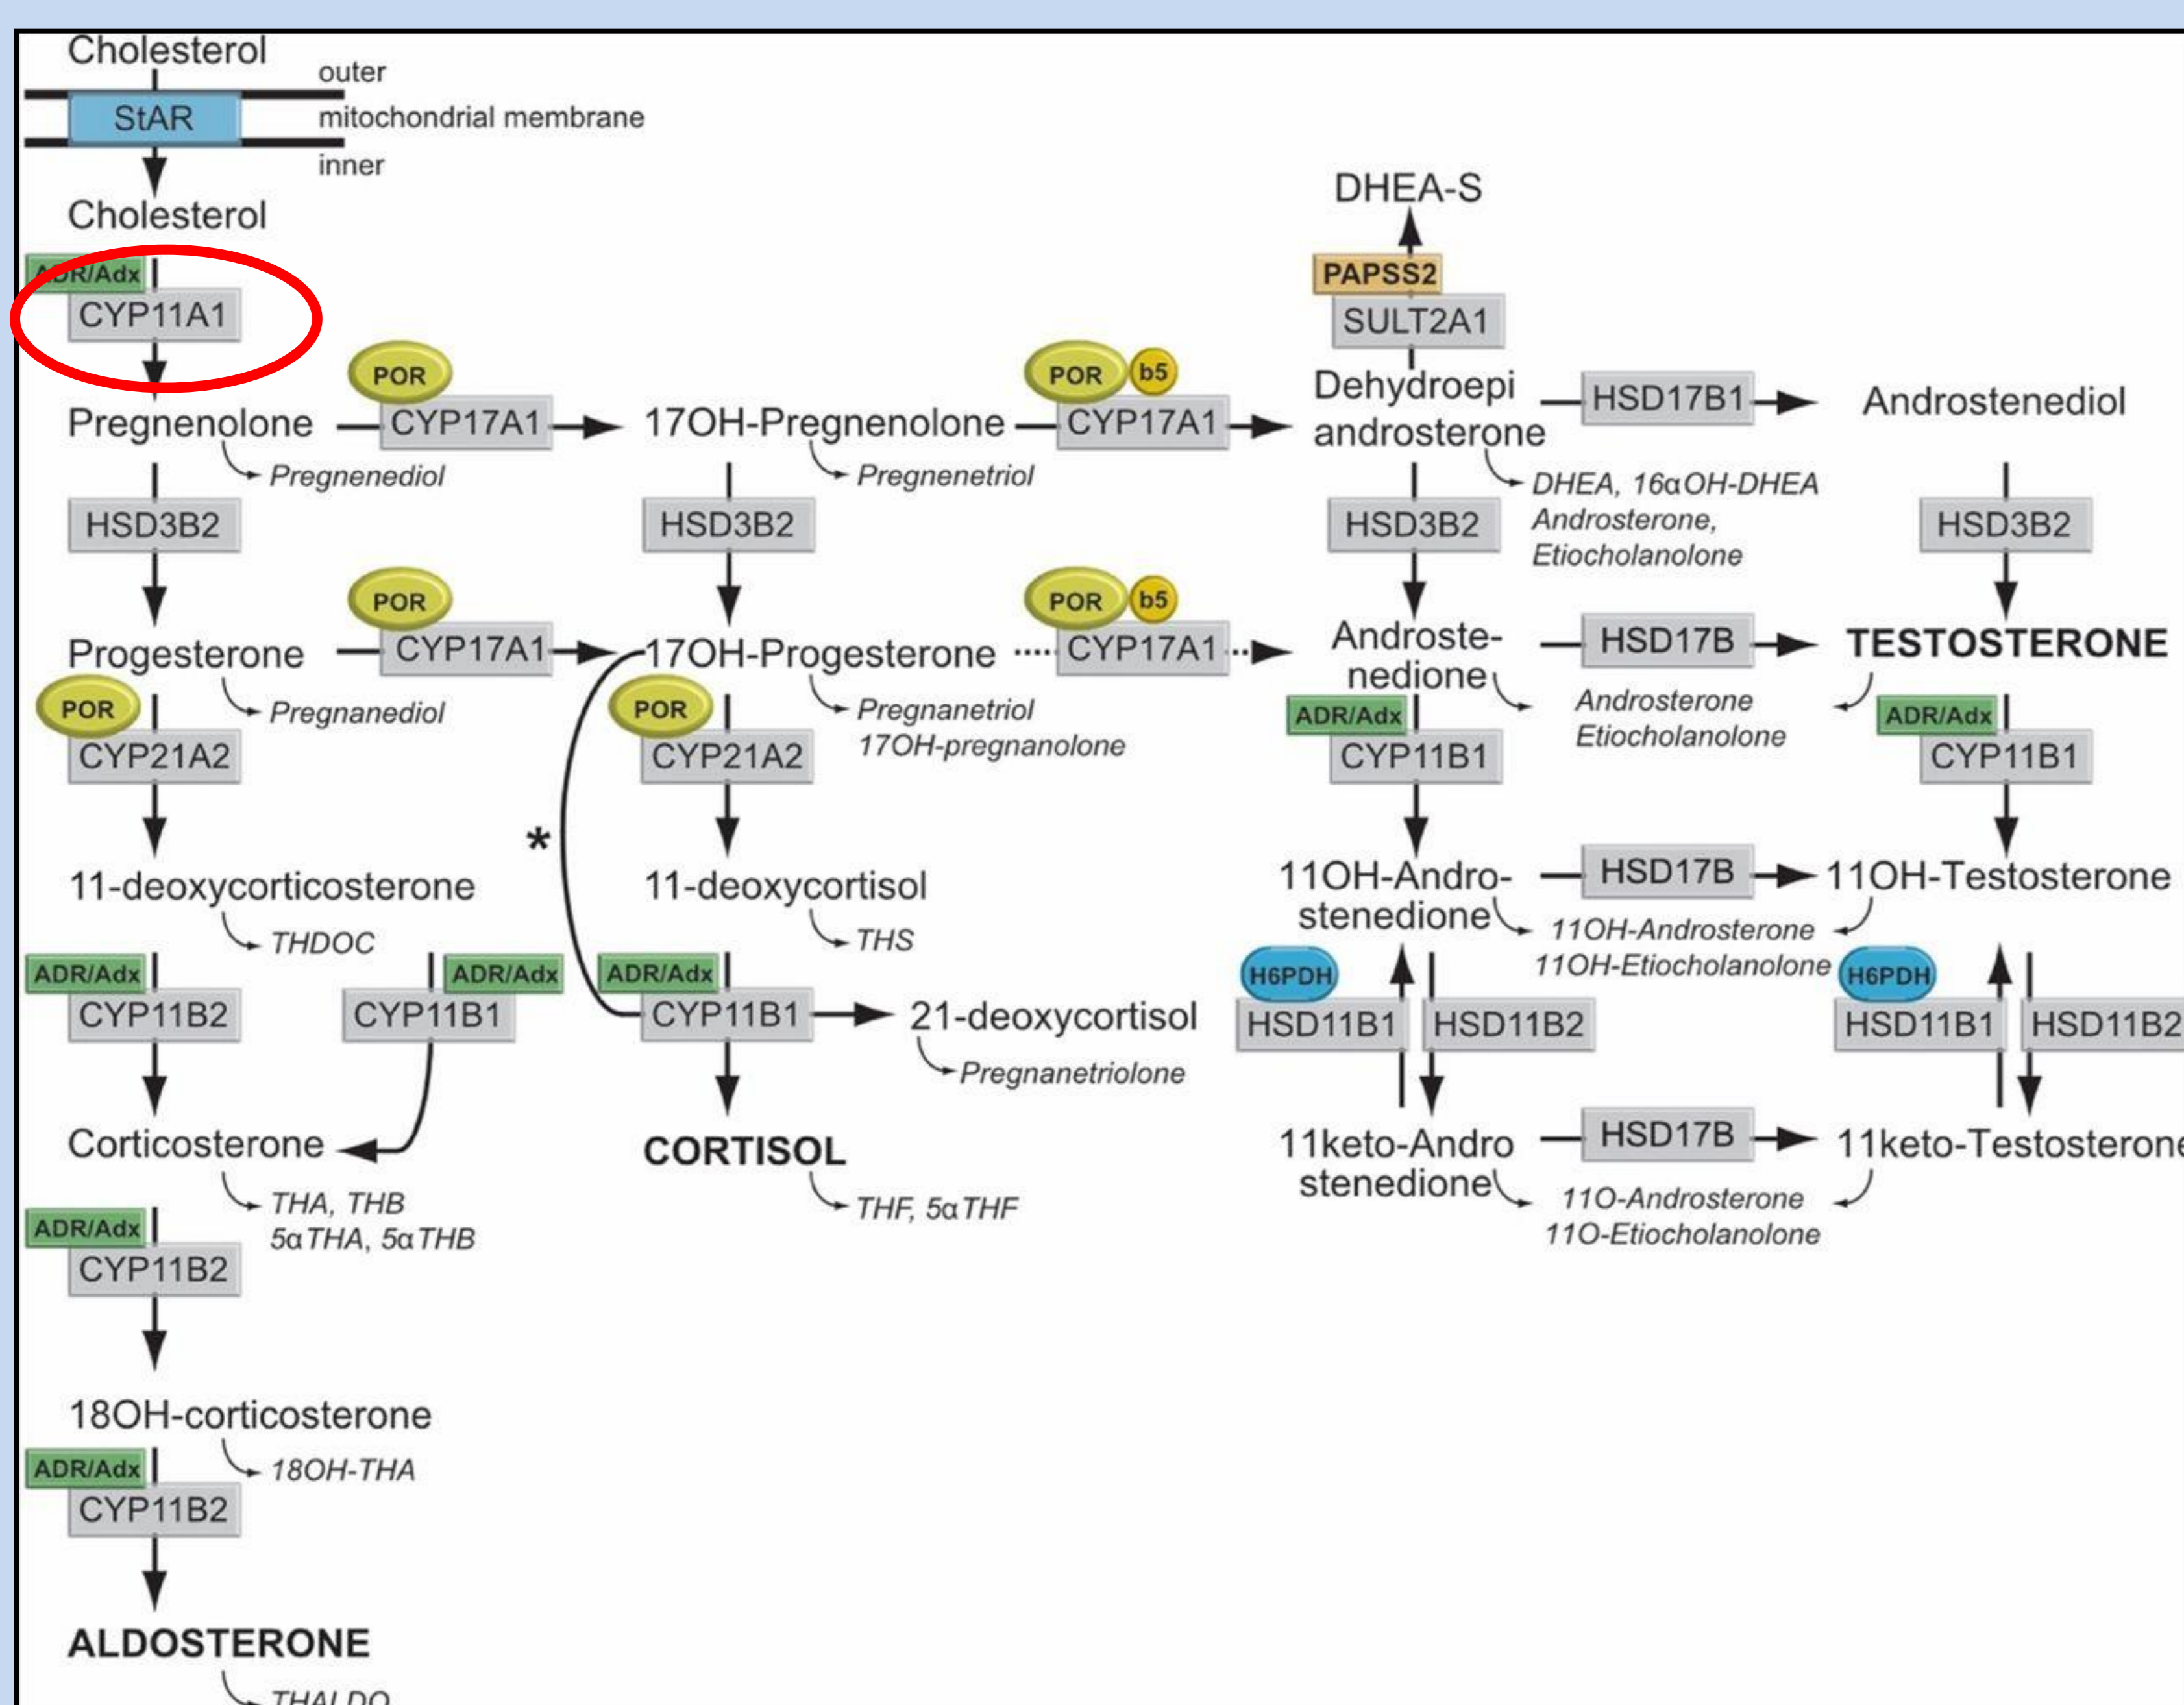 Cholesterol
outer
StAR
mitochondrial membrane
inner
Cholesterol
DHEA-S
ADR/Adx
CYP11A1
PAPSS2
SULT2A1
POR
POR
b5
Pregnenolone
CYP17A1
17OH-Pregnenolone
CYP17A1
Dehydroepi
androsterone
HSD17B1
Androstenediol
Pregnenediol
Pregnenetriol
DHEA, 16αOH-DHEA
Androsterone,
Etiocholanolone
HSD3B2
HSD3B2
HSD3B2
HSD3B2
POR
POR
b5
Progesterone
CYP17A1
17OH-Progesterone
CYP17A1
Androste-
nedione
HSD17B
TESTOSTERONE
POR
Pregnanediol
POR
Pregnanetriol
17OH-pregnanolone
ADR/Adx
Androsterone
Etiocholanolone
ADR/Adx
CYP21A2
CYP21A2
CYP11B1
CYP11B1
*
11-deoxycorticosterone
11-deoxycortisol
11OH-Andro-
stenedione
HSD17B
11OH-Testosterone
THDOC
THS
11OH-Androsterone
11OH-Etiocholanolone
ADR/Adx
ADR/Adx
ADR/Adx
H6PDH
H6PDH
CYP11B2
CYP11B1
CYP11B1
21-deoxycortisol
HSD11B1
HSD11B2
HSD11B1
HSD11B2
Pregnanetriolone
Corticosterone
CORTISOL
11keto-Andro
stenedione
HSD17B
11keto-Testosterone
THA, THB
5αTHA, 5αTHB
THF, 5αTHF
11O-Androsterone
11O-Etiocholanolone
ADR/Adx
CYP11B2
18OH-corticosterone
18OH-THA
ADR/Adx
CYP11B2
ALDOSTERONE
THALDO